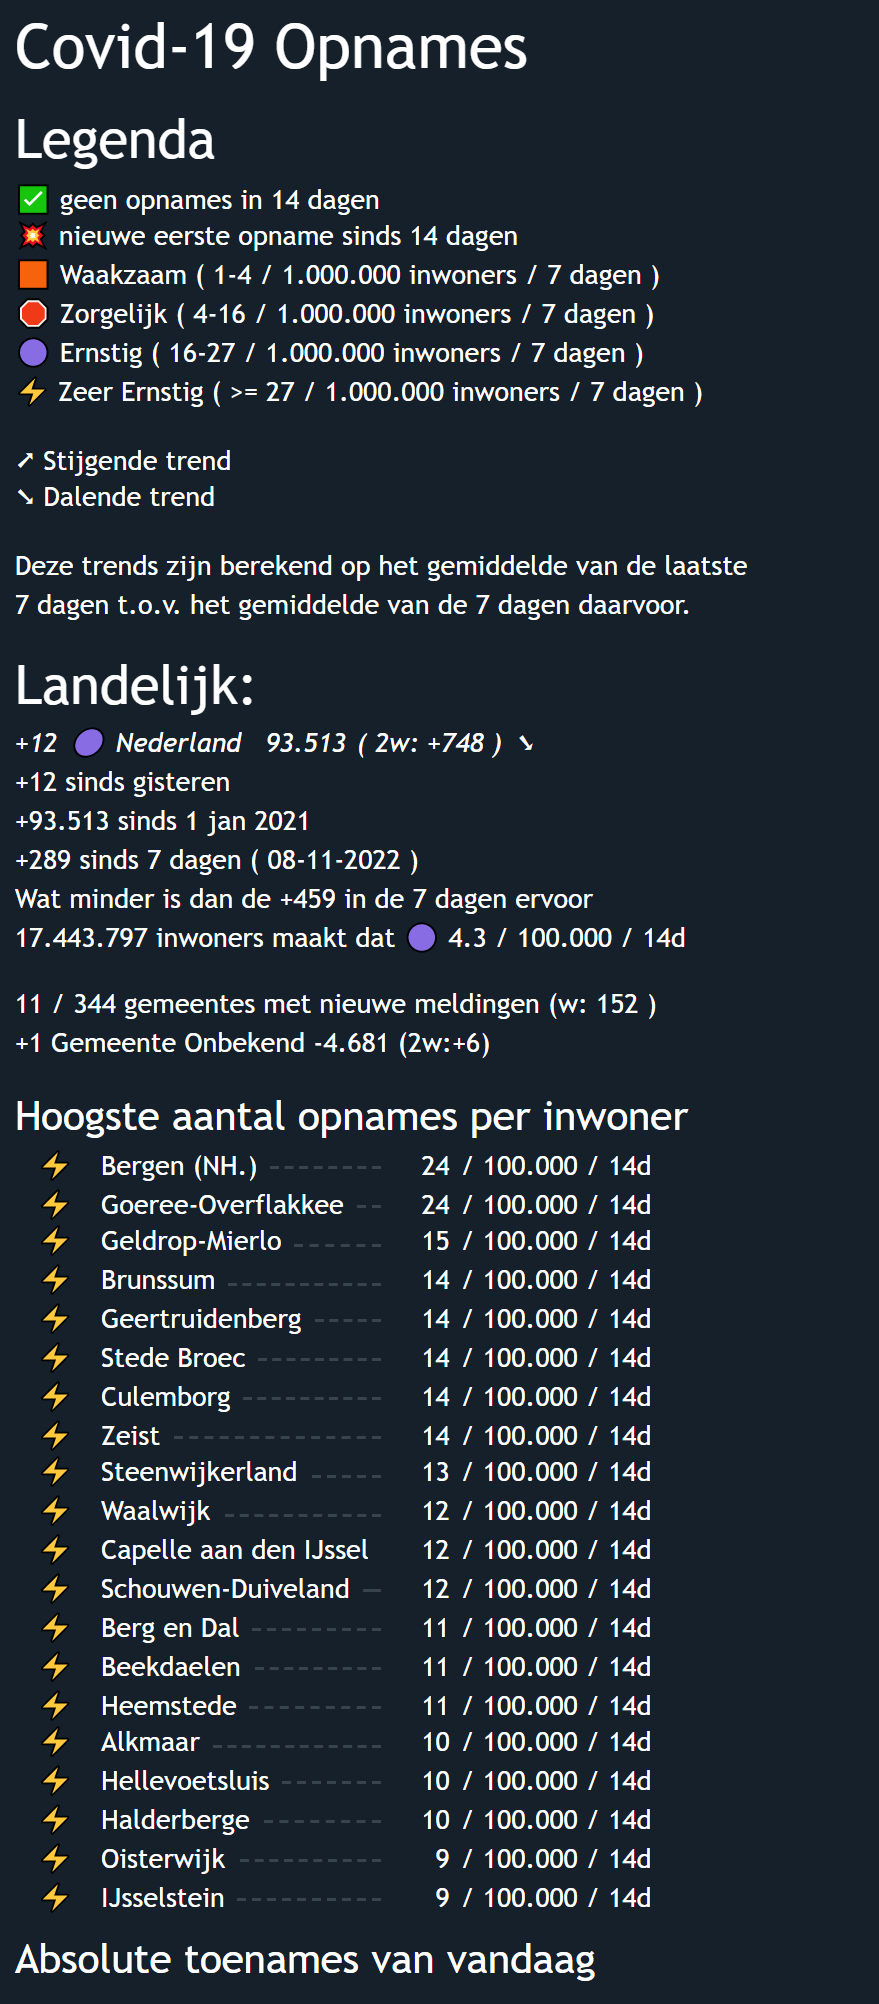 Covid-19 Opnames
Legenda
✅ geen opnames in 14 dagen
💥 nieuwe eerste opname sinds 14 dagen
🟧 Waakzaam ( 1-4 / 1.000.000 inwoners / 7 dagen )
🛑 Zorgelijk ( 4-16 / 1.000.000 inwoners / 7 dagen )
🟣 Ernstig ( 16-27 / 1.000.000 inwoners / 7 dagen )
⚡ Zeer Ernstig ( >= 27 / 1.000.000 inwoners / 7 dagen )
➚ Stijgende trend
➘ Dalende trend
Deze trends zijn berekend op het gemiddelde van de laatste
7 dagen t.o.v. het gemiddelde van de 7 dagen daarvoor.
Landelijk:
+12 🟣 Nederland 93.513 ( 2w: +748 ) ➘
+12 sinds gisteren
+93.513 sinds 1 jan 2021
+289 sinds 7 dagen ( 08-11-2022 )
Wat minder is dan de +459 in de 7 dagen ervoor
17.443.797 inwoners maakt dat 🟣 4.3 / 100.000 / 14d
11 / 344 gemeentes met nieuwe meldingen (w: 152 )
+1 Gemeente Onbekend -4.681 (2w:+6)
Hoogste aantal opnames per inwoner
⚡ Bergen (NH.) -------- 24 / 100.000 / 14d
⚡ Goeree-Overflakkee -- 24 / 100.000 / 14d
⚡ Geldrop-Mierlo ------ 15 / 100.000 / 14d
⚡ Brunssum ---------- 14 / 100.000 / 14d
⚡ Geertruidenberg ----- 14 / 100.000 / 14d
⚡ Stede Broec -------- 14 / 100.000 / 14d
⚡ Culemborg --------- 14 / 100.000 / 14d
⚡ Zeist -------------- 14 / 100.000 / 14d
⚡ Steenwijkerland ----- 13 / 100.000 / 14d
⚡ Waalwijk ---------- 12 / 100.000 / 14d
⚡ Capelle aan den IJssel 12 / 100.000 / 14d
⚡ Schouwen-Duiveland - 12 / 100.000 / 14d
⚡ Berg en Dal --------- 11 / 100.000 / 14d
⚡ Beekdaelen -------- 11 / 100.000 / 14d
⚡ Heemstede --------- 11 / 100.000 / 14d
⚡ Alkmaar ----------- 10 / 100.000 / 14d
⚡ Hellevoetsluis ------- 10 / 100.000 / 14d
⚡ Halderberge -------- 10 / 100.000 / 14d
⚡ Oisterwijk --------- 9 / 100.000 / 14d
⚡ IJsselstein ---------- 9 / 100.000 / 14d
Absolute toenames van vandaag